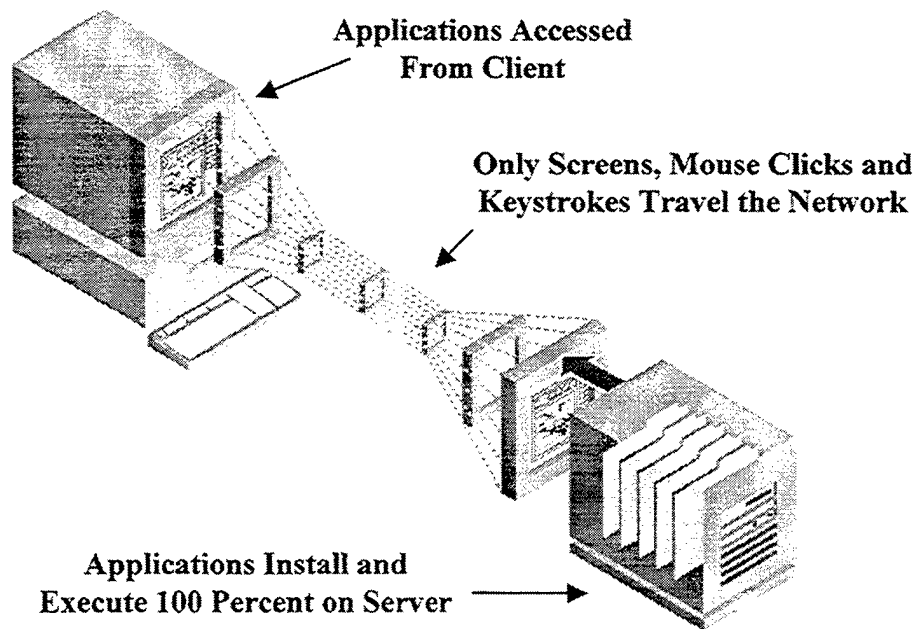 Applications Accessed
From Client
Only Screens, Mouse Clicks and
Keystrokes Travel the Network
Applications Install and
Execute 100 Percent on Server